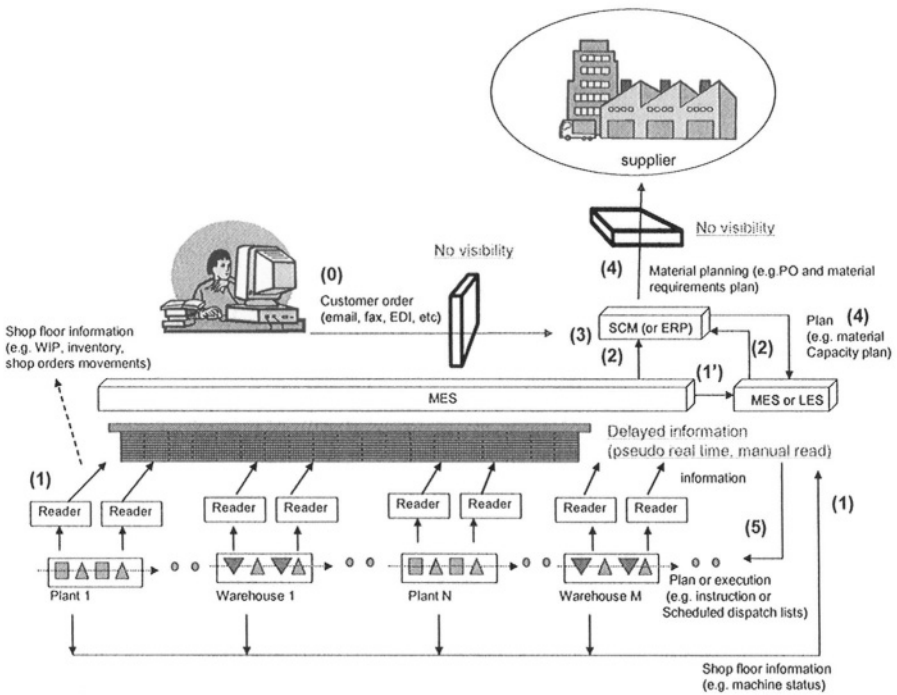 supplier
No visibility
No visibility
(0)
(4)
Material planning (e.g.PO and material
requirements plan)
Customer order
(email, fax, EDI, etc)
Shop floor information
(e.g. WIP, inventory,
shop orders movements)
(3)
SCM (or ERP)
Plan (4)
(e.g. material
Capacity plan)
(2)
(2)
(1')
MES
MES or LES
Delayed information
(pseudo real time, manual read)
information
(1)
Reader
Reader
Reader
Reader
Reader
Reader
Reader
Reader
(1)
(5)
Plant 1
Warehouse 1
Plant N
Warehouse M
Plan or execution
(e.g. instruction or
Scheduled dispatch lists)
Shop floor information
(e.g. machine status)